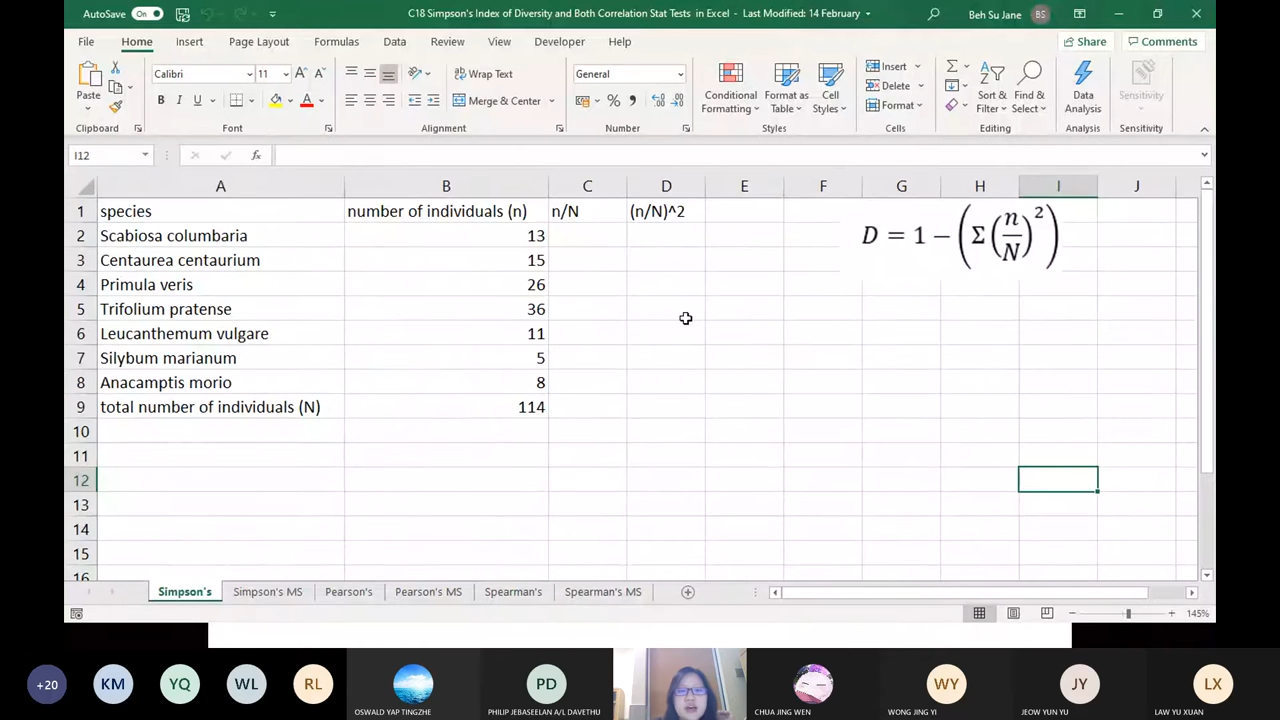 AutoSave On
C18 Simpson's Index of Diversity and Both Correlation Stat Tests in Excel - Last Modified: 14 February
Beh Su Jane BS
File Home Insert Page Layout Formulas Data Review View Developer Help Share Comments
Paste
Calibri 11
B I U A
Wrap Text
Merge & Center
General
%
Conditional Formatting
Format as Table
Cell Styles
Insert
Delete
Format
Sort & Filter
Find & Select
Data Analysis
Sensitivity
Clipboard Font Alignment Number Styles Cells Editing Analysis Sensitivity
I12 fx
A B C D E F G H I J
1 species number of individuals (n) n/N (n/N)^2
D = 1 − (Σ(n/N)²)
2 Scabiosa columbaria 13
3 Centaurea centaurium 15
4 Primula veris 26
5 Trifolium pratense 36
6 Leucanthemum vulgare 11
7 Silybum marianum 5
8 Anacamptis morio 8
9 total number of individuals (N) 114
10
11
12
13
14
15
16
Simpson's Simpson's MS Pearson's Pearson's MS Spearman's Spearman's MS
145%
+20 KM YQ WL RL PD WY JY LX
OSWALD YAP TINGZHE PHILIP JEBASEELAN A/L DAVETHU CHUA JING WEN WONG JING YI JEOW YUN YU LAW YU XUAN